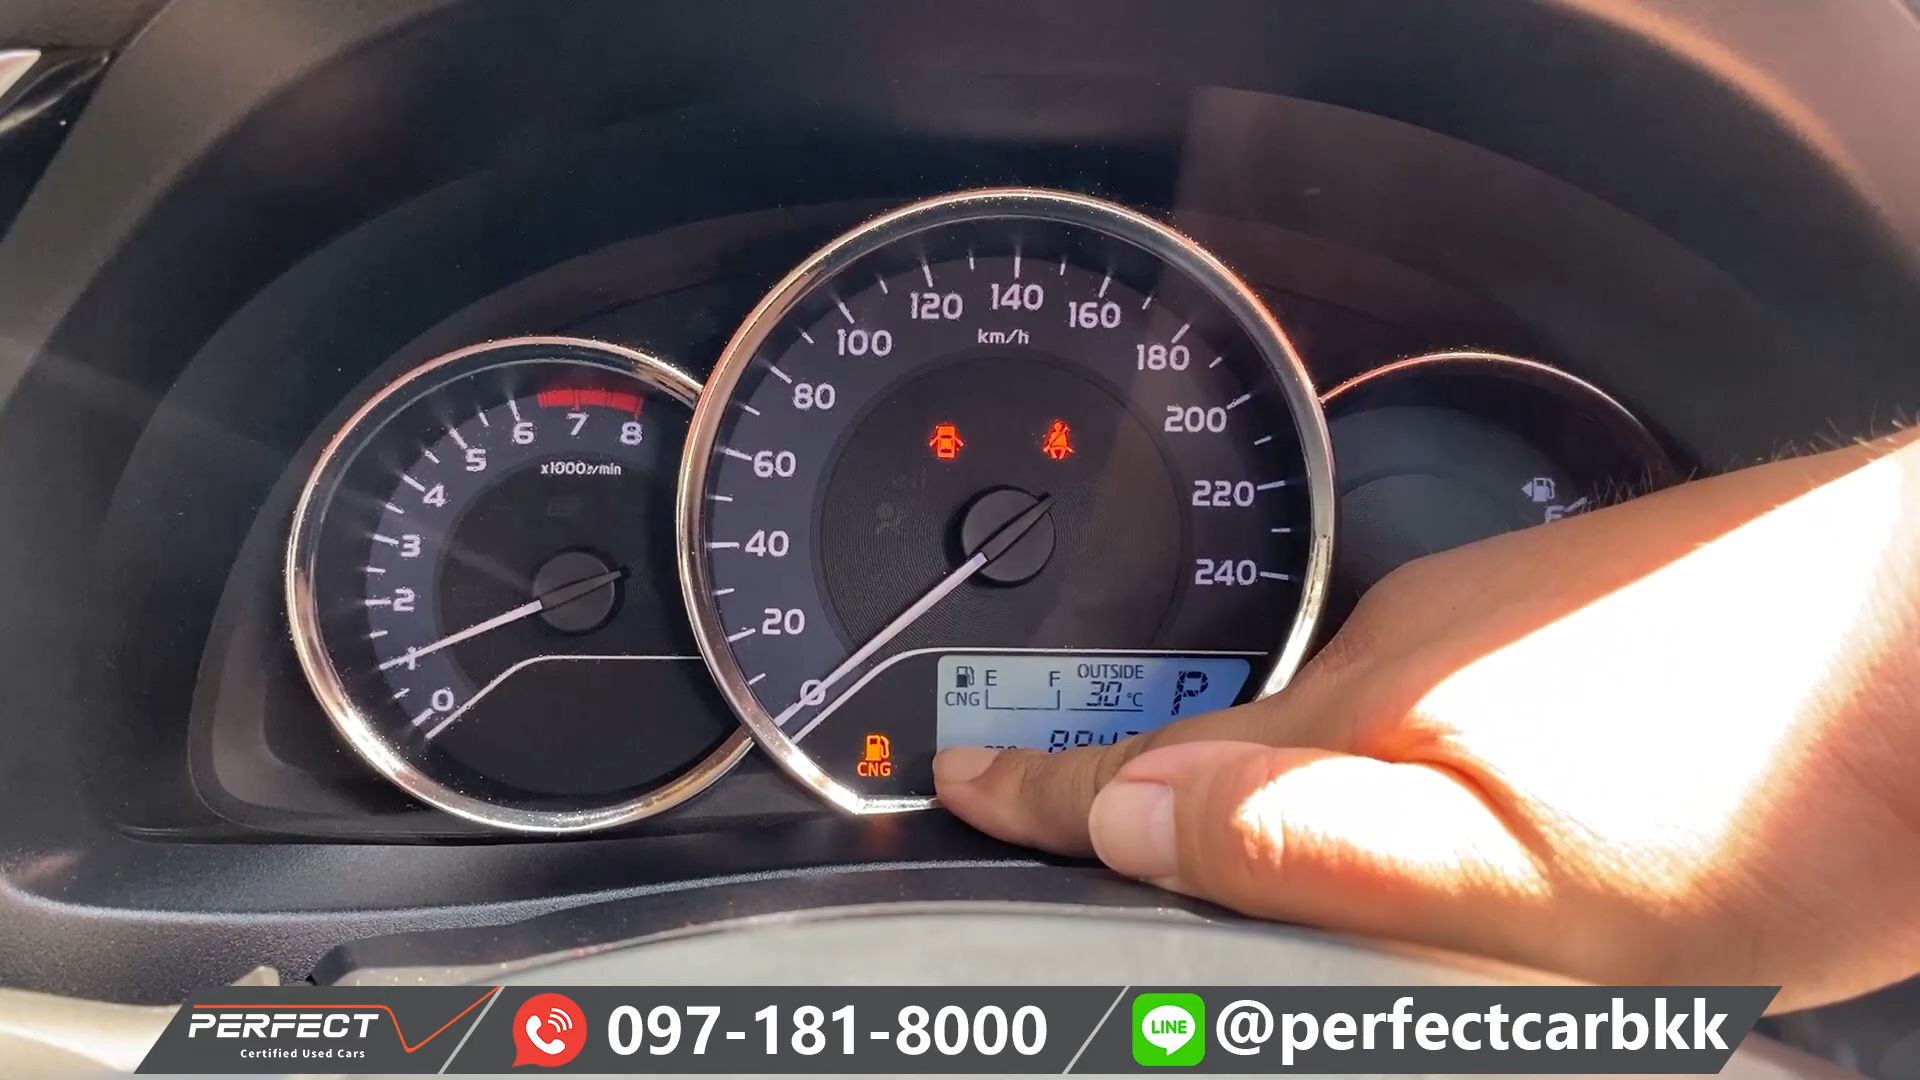 0
1
2
3
4
5
6
7
8
x1000r/min
0
20
40
60
80
100
120
140
160
180
200
220
240
km/h
CNG
E
F
OUTSIDE
30 °C
P
CNG
PERFECT
Certified Used Cars
097-181-8000
LINE
@perfectcarbkk